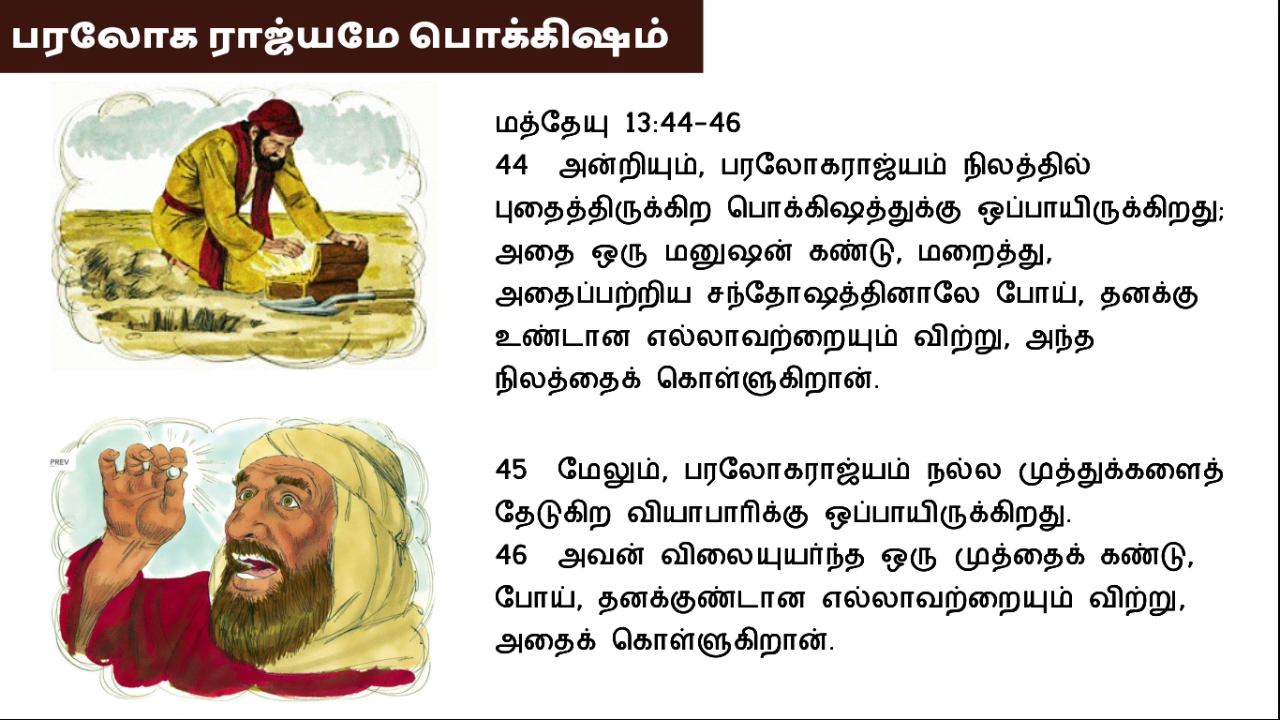 பரலோக ராஜ்யமே பொக்கிஷம்
மத்தேயு 13:44-46
44 அன்றியும், பரலோகராஜ்யம் நிலத்தில்
புதைத்திருக்கிற பொக்கிஷத்துக்கு ஒப்பாயிருக்கிறது;
அதை ஒரு மனுஷன் கண்டு, மறைத்து,
அதைப்பற்றிய சந்தோஷத்தினாலே போய், தனக்கு
உண்டான எல்லாவற்றையும் விற்று, அந்த
நிலத்தைக் கொள்ளுகிறான்.
PREV
45 மேலும், பரலோகராஜ்யம் நல்ல முத்துக்களைத்
தேடுகிற வியாபாரிக்கு ஒப்பாயிருக்கிறது.
46 அவன் விலையுயர்ந்த ஒரு முத்தைக் கண்டு,
போய், தனக்குண்டான எல்லாவற்றையும் விற்று,
அதைக் கொள்ளுகிறான்.